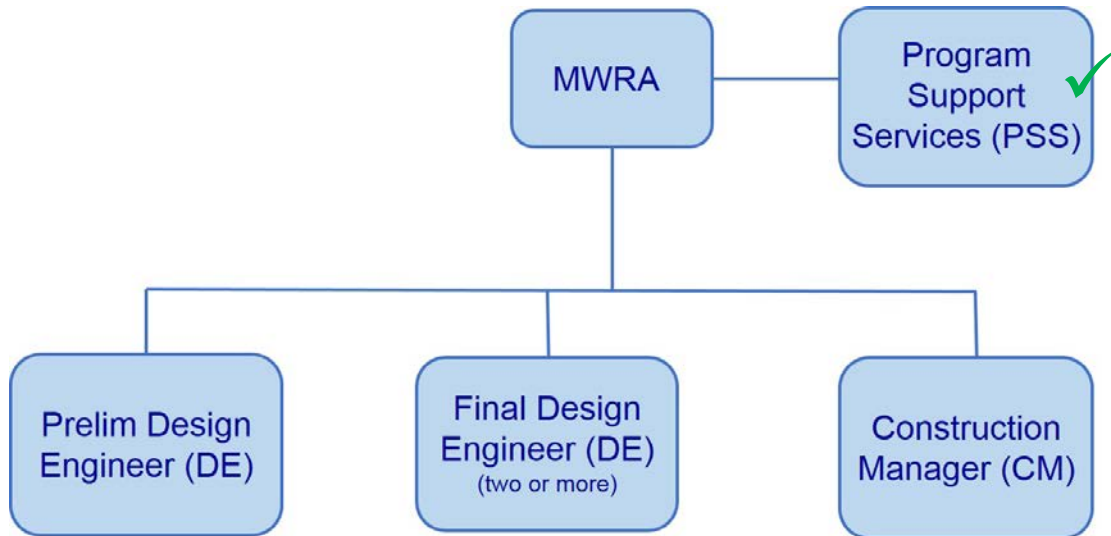 MWRA
Program
Support
Services (PSS)
Prelim Design
Engineer (DE)
Final Design
Engineer (DE)
(two or more)
Construction
Manager (CM)